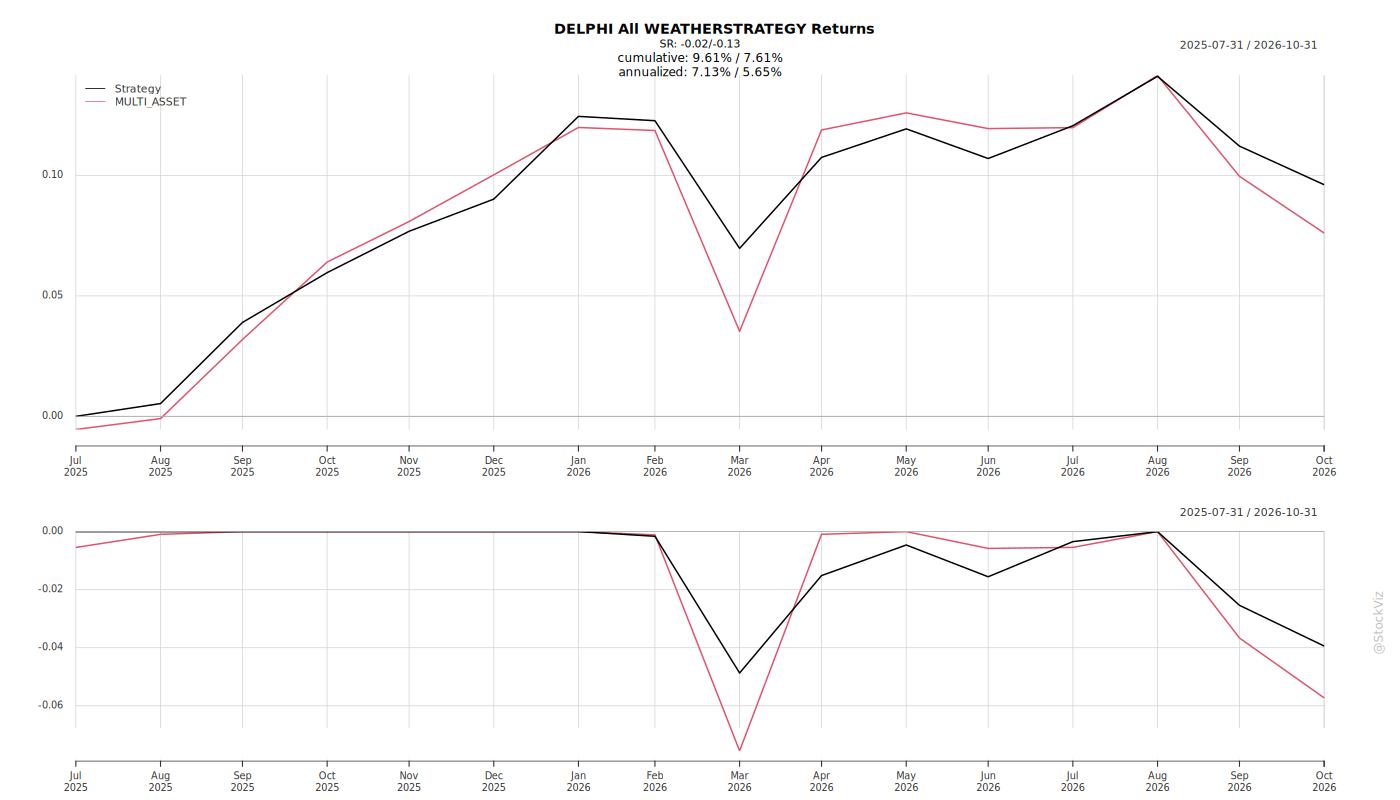 DELPHI All WEATHERSTRATEGY Returns
SR: -0.02/-0.13
cumulative: 9.61% / 7.61%
annualized: 7.13% / 5.65%
2025-07-31 / 2026-10-31
Strategy
MULTI_ASSET
0.10
0.05
0.00
Jul Aug Sep Oct Nov Dec Jan Feb Mar Apr May Jun Jul Aug Sep Oct
2025 2025 2025 2025 2025 2025 2026 2026 2026 2026 2026 2026 2026 2026 2026 2026
2025-07-31 / 2026-10-31
0.00
-0.02
-0.04
-0.06
Jul Aug Sep Oct Nov Dec Jan Feb Mar Apr May Jun Jul Aug Sep Oct
2025 2025 2025 2025 2025 2025 2026 2026 2026 2026 2026 2026 2026 2026 2026 2026
@StockViz